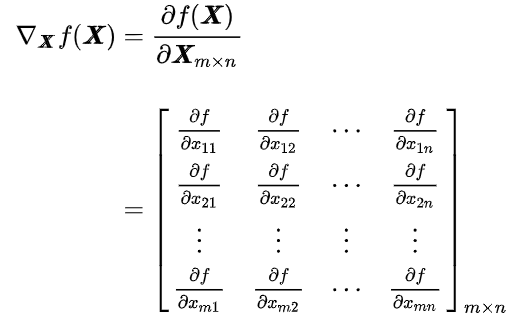 ∇_X f(X) = ∂f(X) / ∂X_{m×n}
= [ ∂f/∂x_{11} ∂f/∂x_{12} ⋯ ∂f/∂x_{1n}
∂f/∂x_{21} ∂f/∂x_{22} ⋯ ∂f/∂x_{2n}
⋮ ⋮ ⋮ ⋮
∂f/∂x_{m1} ∂f/∂x_{m2} ⋯ ∂f/∂x_{mn} ]_{m×n}